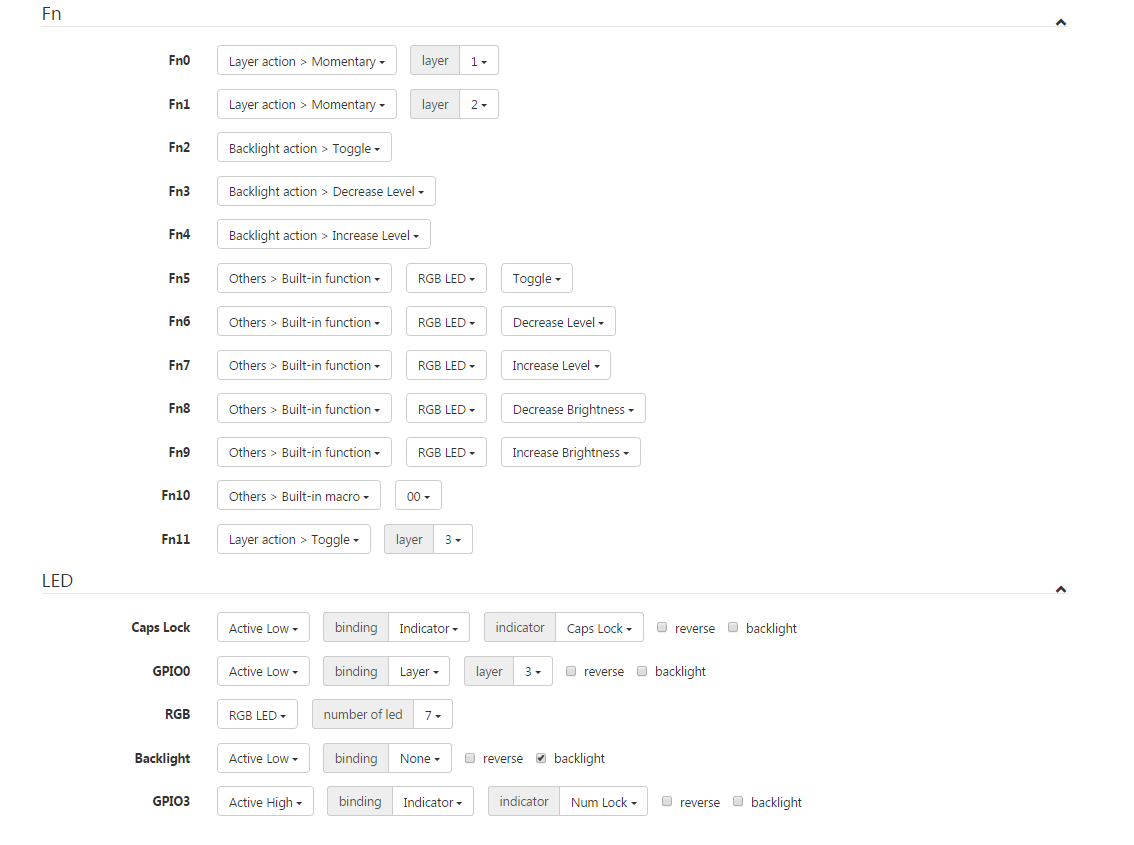 Fn
Fn0 Layer action > Momentary layer 1
Fn1 Layer action > Momentary layer 2
Fn2 Backlight action > Toggle
Fn3 Backlight action > Decrease Level
Fn4 Backlight action > Increase Level
Fn5 Others > Built-in function RGB LED Toggle
Fn6 Others > Built-in function RGB LED Decrease Level
Fn7 Others > Built-in function RGB LED Increase Level
Fn8 Others > Built-in function RGB LED Decrease Brightness
Fn9 Others > Built-in function RGB LED Increase Brightness
Fn10 Others > Built-in macro 00
Fn11 Layer action > Toggle layer 3
LED
Caps Lock Active Low binding Indicator indicator Caps Lock reverse backlight
GPIO0 Active Low binding Layer layer 3 reverse backlight
RGB RGB LED number of led 7
Backlight Active Low binding None reverse backlight
GPIO3 Active High binding Indicator indicator Num Lock reverse backlight